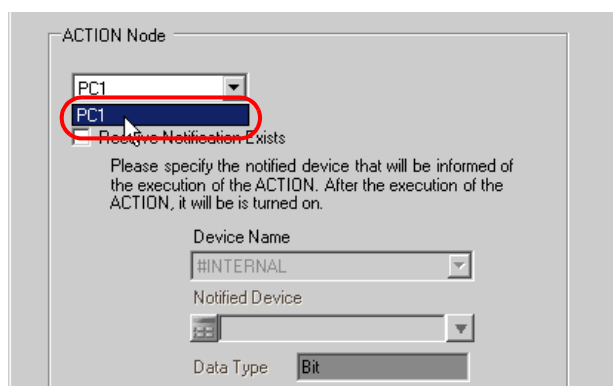 ACTION Node
PC1
PC1
Receive Notification Exists
Please specify the notified device that will be informed of
the execution of the ACTION. After the execution of the
ACTION, it will be is turned on.
Device Name
#INTERNAL
Notified Device
Data Type Bit